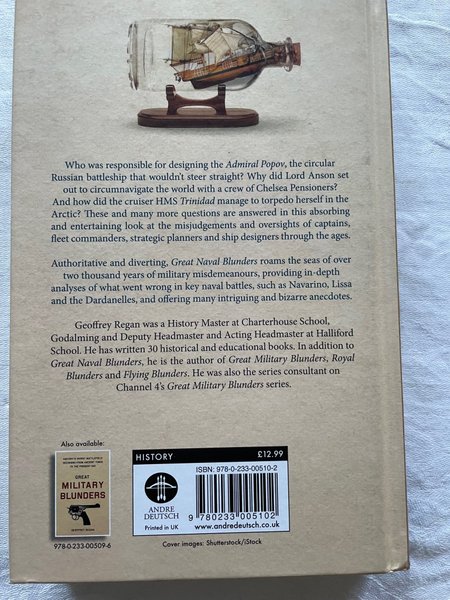 Who was responsible for designing the Admiral Popov, the circular
Russian battleship that wouldn't steer straight? Why did Lord Anson set
out to circumnavigate the world with a crew of Chelsea Pensioners?
And how did the cruiser HMS Trinidad manage to torpedo herself in the
Arctic? These and many more questions are answered in this absorbing
and entertaining look at the misjudgements and oversights of captains,
fleet commanders, strategic planners and ship designers through the ages.
Authoritative and diverting, Great Naval Blunders roams the seas of over
two thousand years of military misdemeanours, providing in-depth
analyses of what went wrong in key naval battles, such as Navarino, Lissa
and the Dardanelles, and offering many intriguing and bizarre anecdotes.
Geoffrey Regan was a History Master at Charterhouse School,
Godalming and Deputy Headmaster and Acting Headmaster at Halliford
School. He has written 30 historical and educational books. In addition to
Great Naval Blunders, he is the author of Great Military Blunders, Royal
Blunders and Flying Blunders. He was also the series consultant on
Channel 4's Great Military Blunders series.
Also available:
GREAT
MILITARY
BLUNDERS
GEOFFREY REGAN
978-0-233-00509-6
ANDRE
DEUTSCH
Printed in UK
HISTORY £12.99
ISBN: 978-0-233-00510-2
9 780233 005102
www.andredeutsch.co.uk
Cover images: Shutterstock/iStock